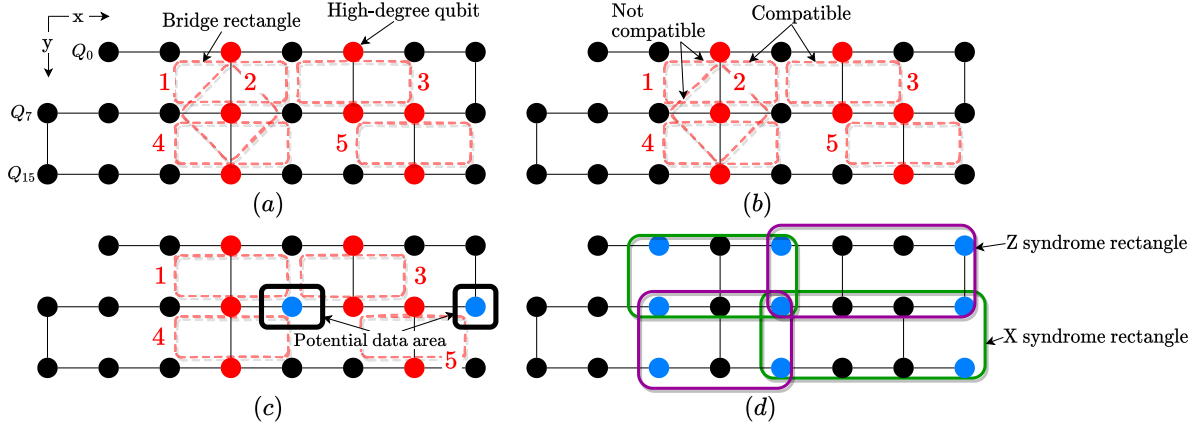 x
y
Bridge rectangle
High-degree qubit
Q0
Q7
Q15
1
2
3
4
5
(a)
Not
compatible
Compatible
1
2
3
4
5
(b)
1
3
4
Potential data area
5
(c)
Z syndrome rectangle
X syndrome rectangle
(d)